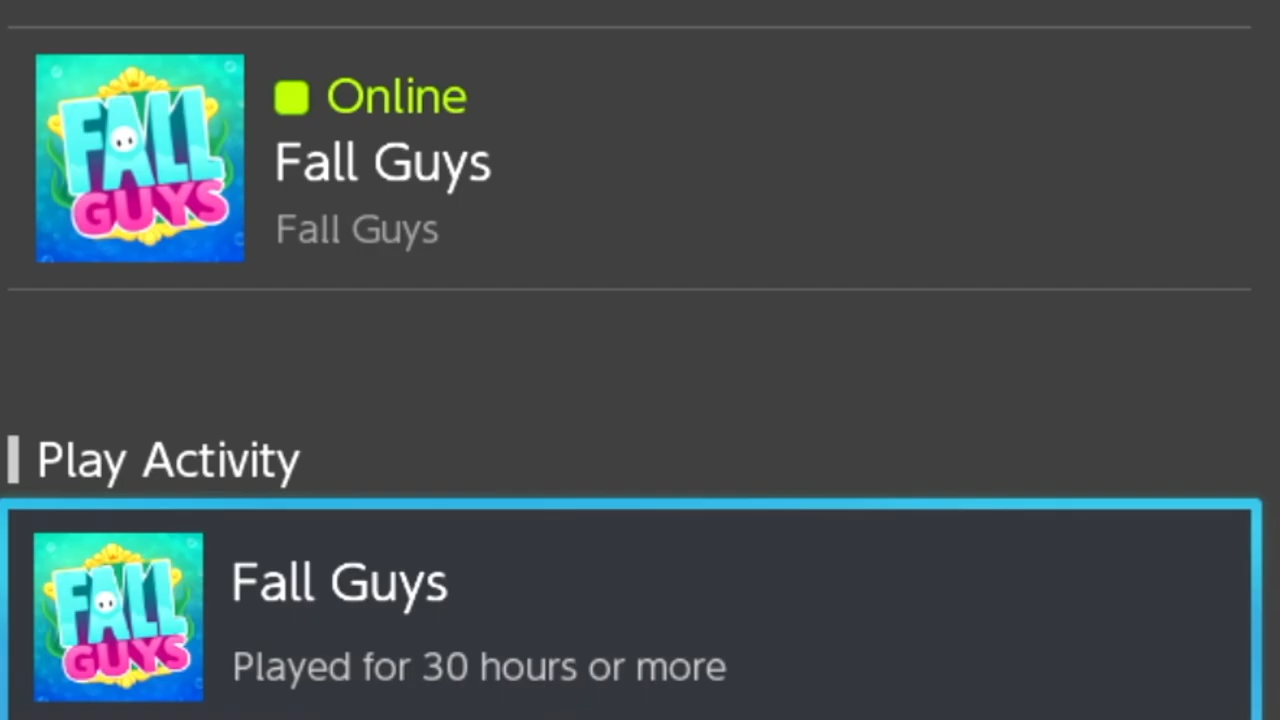 FALL
GUYS
Online
Fall Guys
Fall Guys
Play Activity
FALL
GUYS
Fall Guys
Played for 30 hours or more